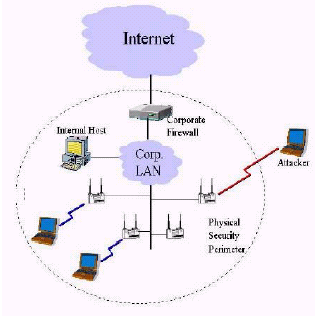 Internet
Corporate
Firewall
Internal Host
Corp.
LAN
Attacker
Physical
Security
Perimeter